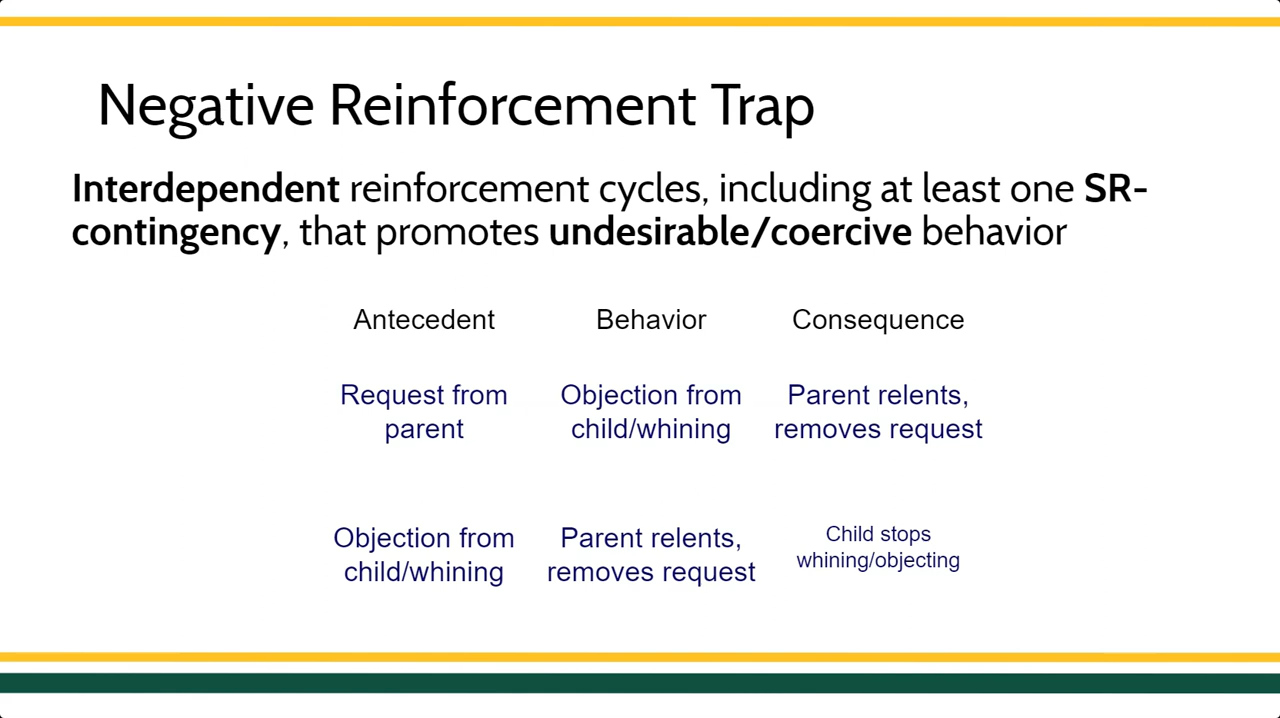 Negative Reinforcement Trap
Interdependent reinforcement cycles, including at least one SR-
contingency, that promotes undesirable/coercive behavior
Antecedent Behavior Consequence
Request from Objection from Parent relents,
parent child/whining removes request
Objection from Parent relents, Child stops
child/whining removes request whining/objecting